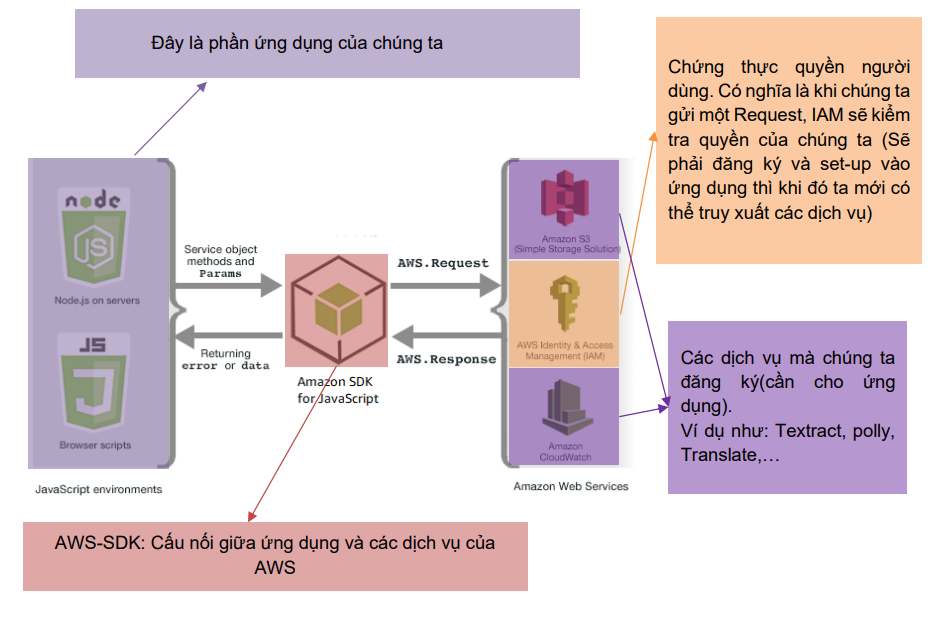 Đây là phần ứng dụng của chúng ta
Chứng thực quyền người
dùng. Có nghĩa là khi chúng ta
gửi một Request, IAM sẽ kiểm
tra quyền của chúng ta (Sẽ
phải đăng ký và set-up vào
ứng dụng thì khi đó ta mới có
thể truy xuất các dịch vụ)
node
JS
Node.js on servers
JS
Browser scripts
JavaScript environments
Service object
methods and
Params
Returning
error or data
Amazon SDK
for JavaScript
AWS.Request
AWS.Response
Amazon S3
(Simple Storage Solution)
AWS Identity & Access
Management (IAM)
Amazon
CloudWatch
Amazon Web Services
Các dịch vụ mà chúng ta
đăng ký(cần cho ứng
dụng).
Ví dụ như: Textract, polly,
Translate,…
AWS-SDK: Cấu nối giữa ứng dụng và các dịch vụ của
AWS